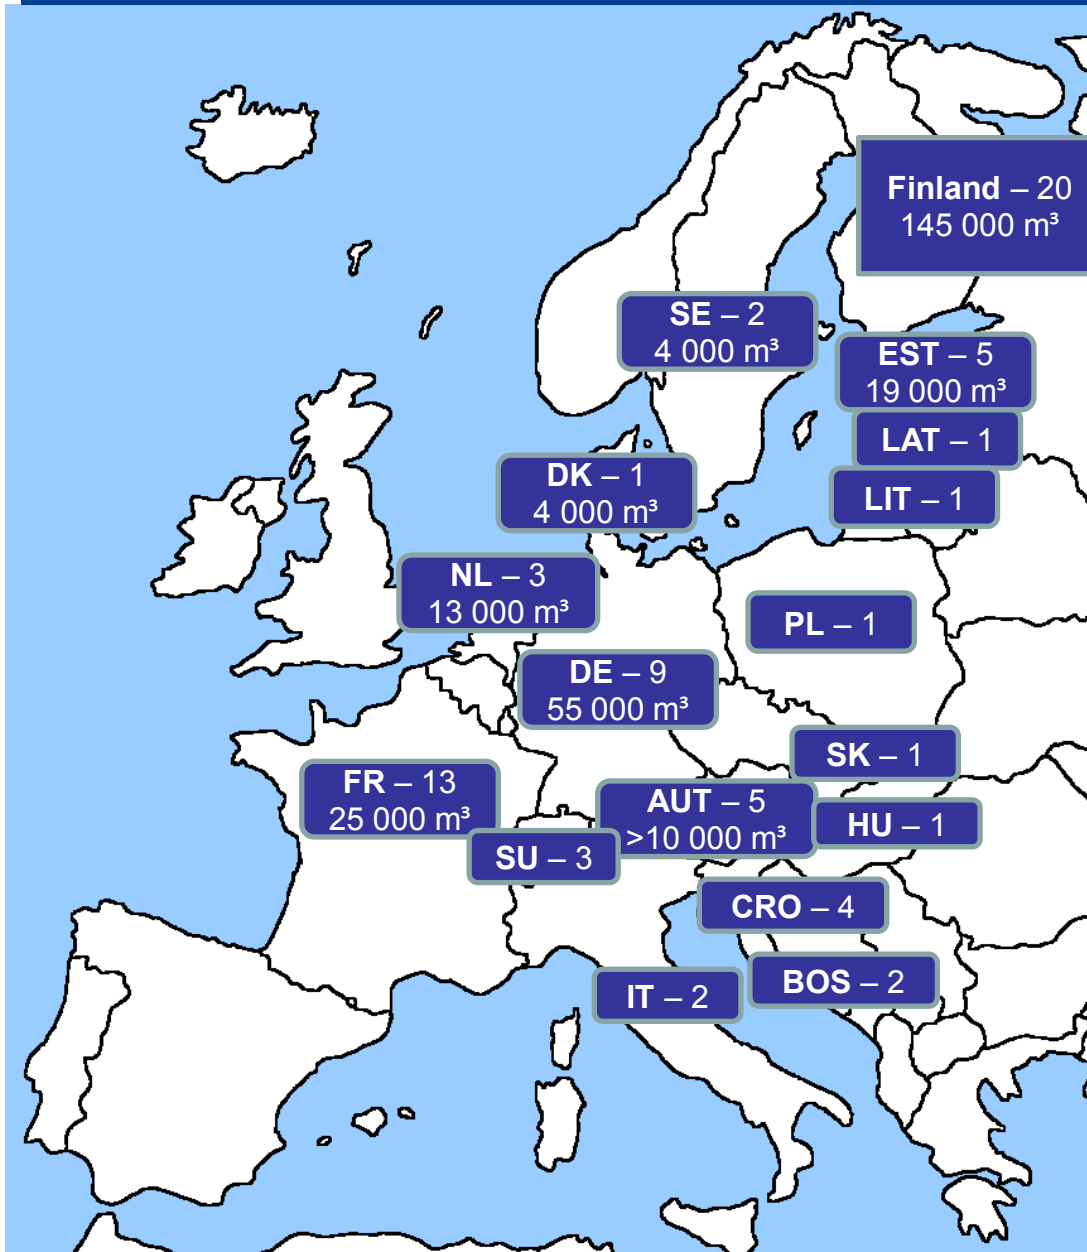 Finland – 20
145 000 m³
SE – 2
4 000 m³
EST – 5
19 000 m³
LAT – 1
DK – 1
4 000 m³
LIT – 1
NL – 3
13 000 m³
PL – 1
DE – 9
55 000 m³
SK – 1
FR – 13
25 000 m³
AUT – 5
>10 000 m³
HU – 1
SU – 3
CRO – 4
BOS – 2
IT – 2